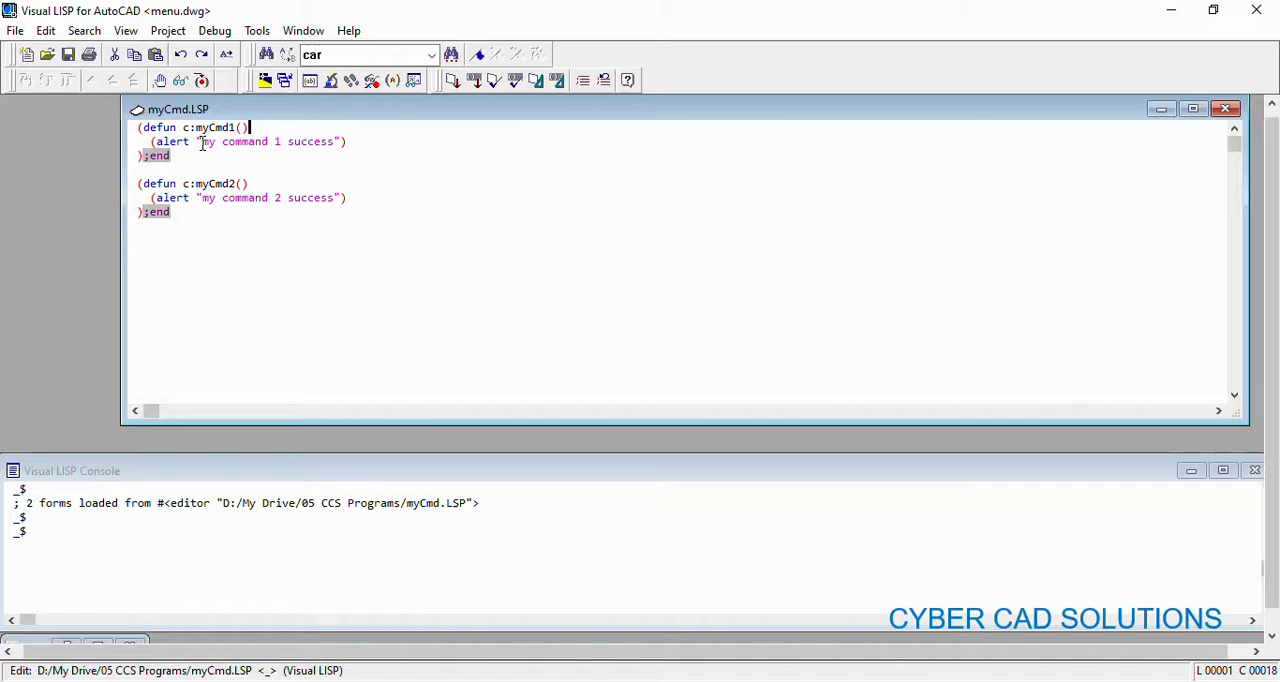 Visual LISP for AutoCAD <menu.dwg>
File Edit Search View Project Debug Tools Window Help
car
myCmd.LSP
(defun c:myCmd1()
(alert "my command 1 success")
);end
(defun c:myCmd2()
(alert "my command 2 success")
);end
Visual LISP Console
_$
; 2 forms loaded from #<editor "D:/My Drive/05 CCS Programs/myCmd.LSP">
_$
_$
CYBER CAD SOLUTIONS
Edit: D:/My Drive/05 CCS Programs/myCmd.LSP <_> (Visual LISP) L 00001 C 00018